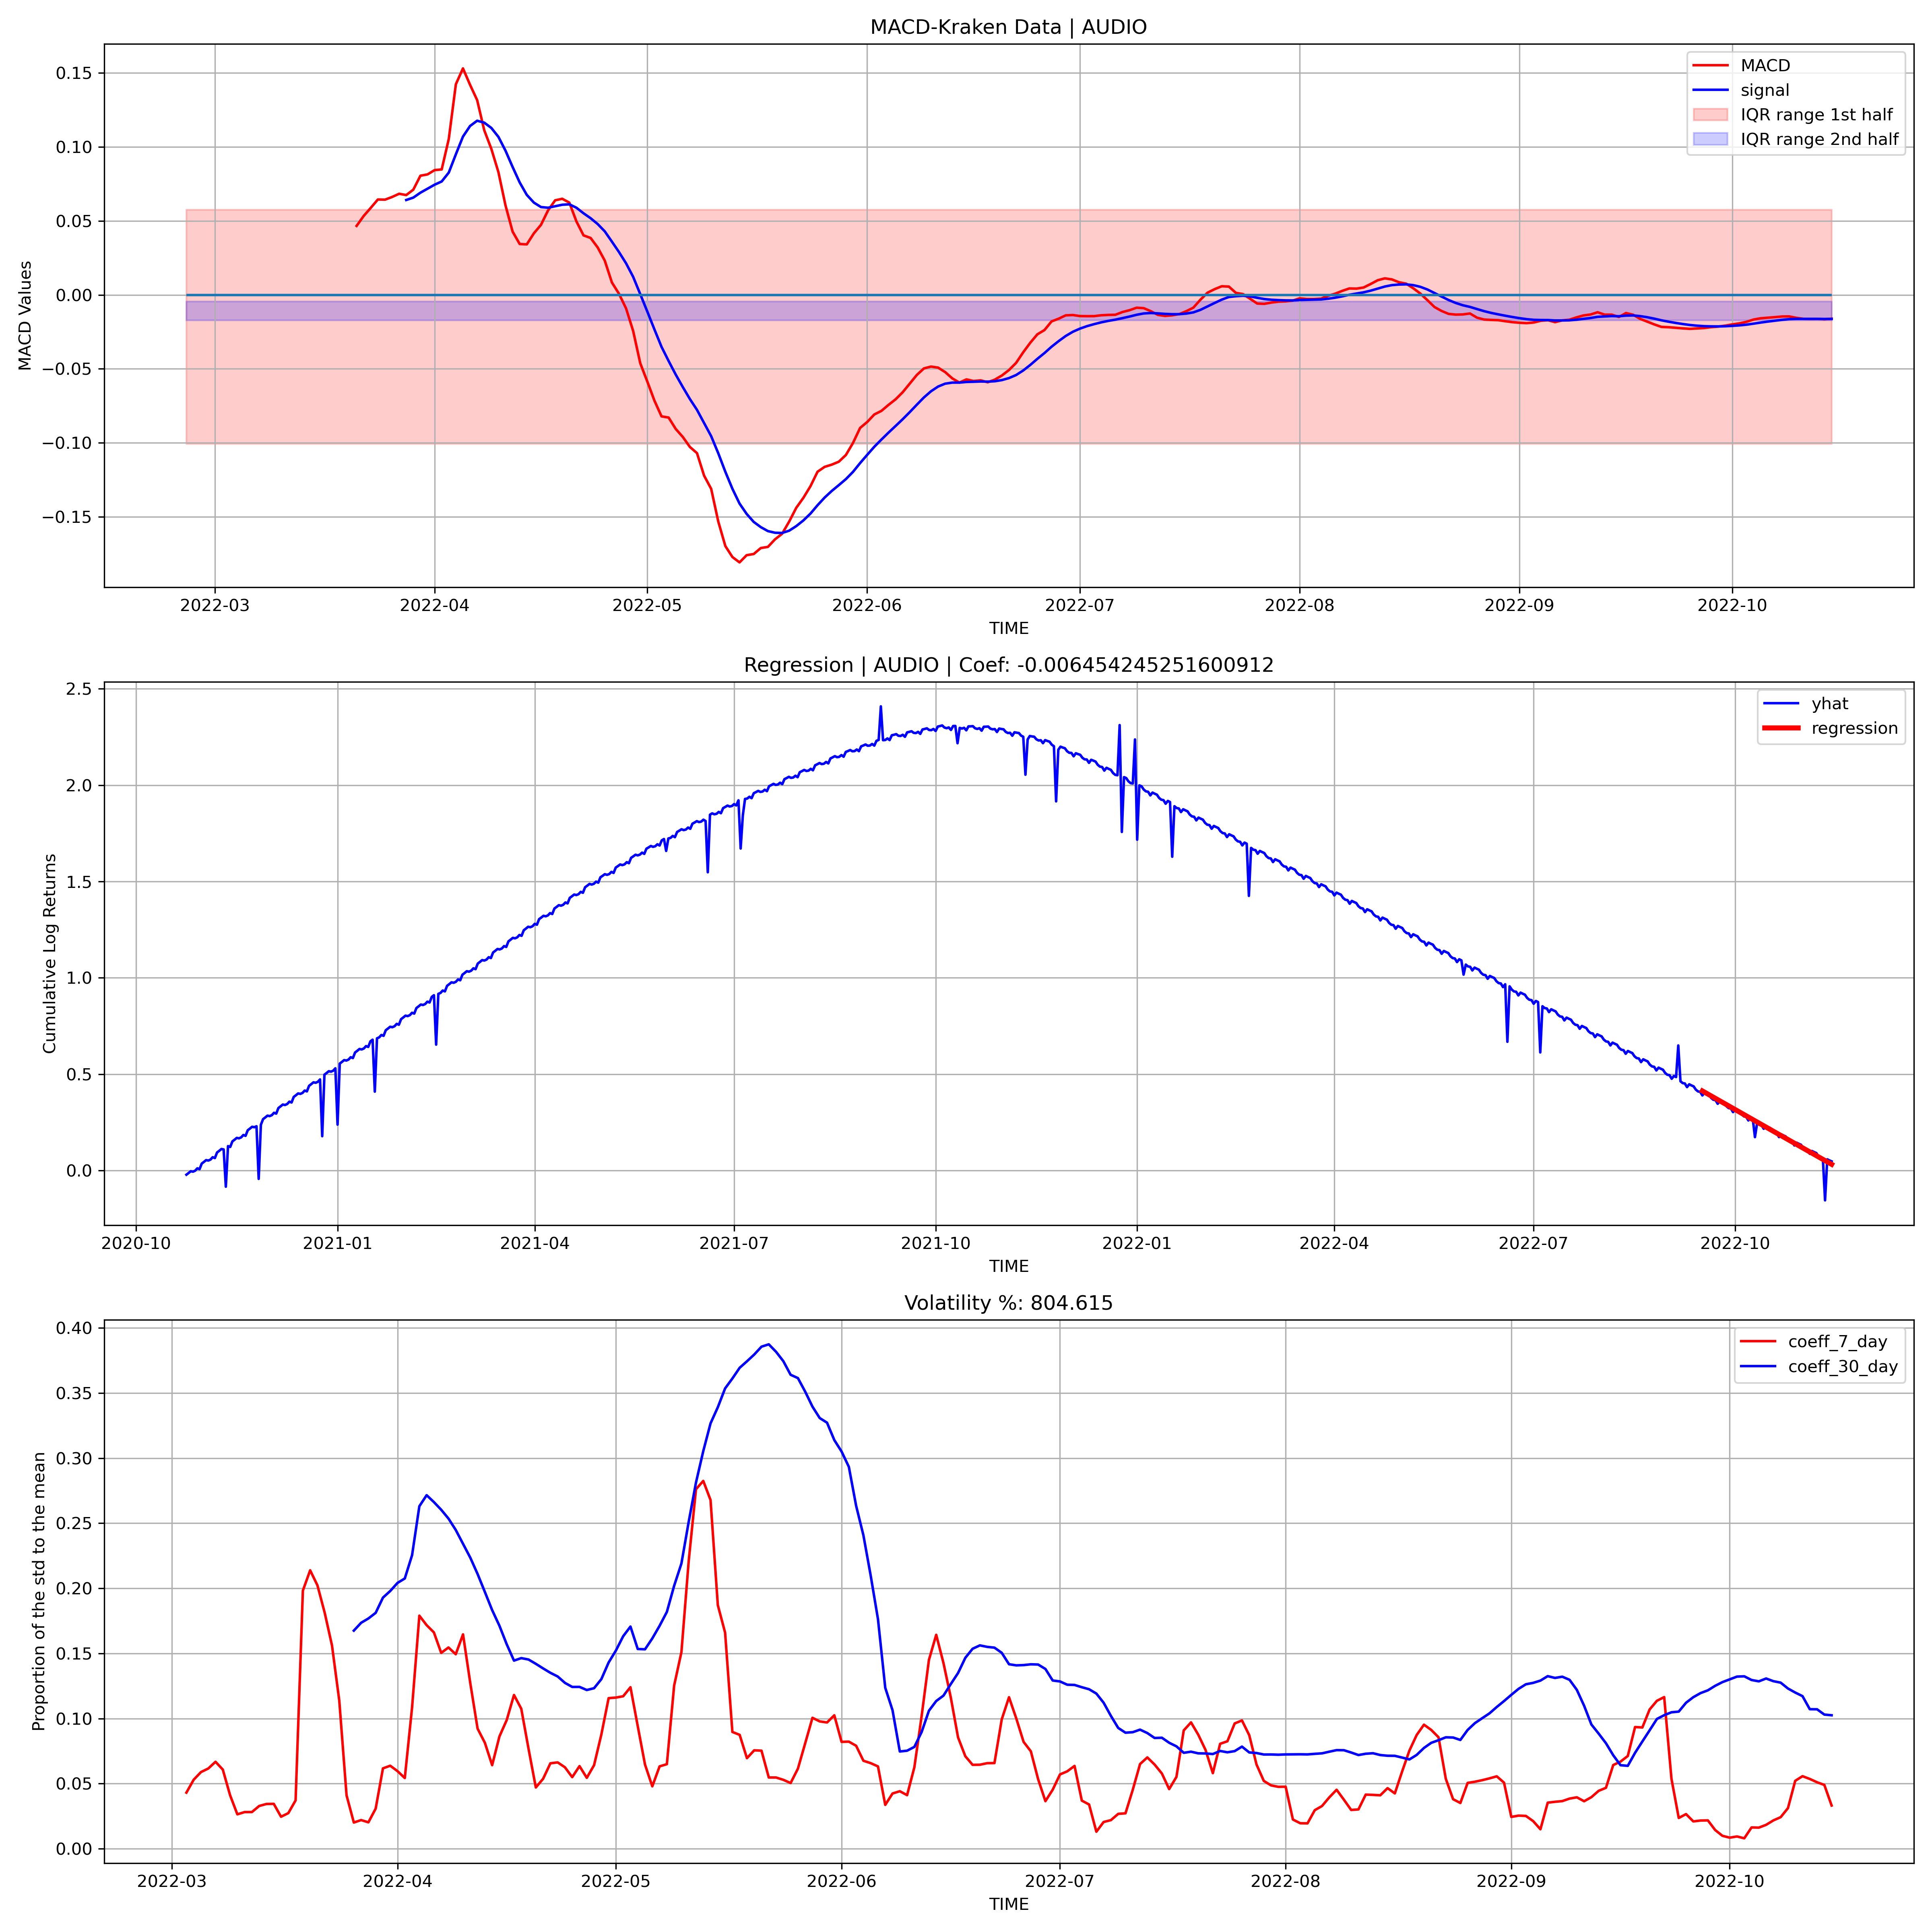 MACD-Kraken Data | AUDIO
MACD Values
0.15
0.10
0.05
0.00
−0.05
−0.10
−0.15
MACD
signal
IQR range 1st half
IQR range 2nd half
2022-03
2022-04
2022-05
2022-06
2022-07
2022-08
2022-09
2022-10
TIME
Regression | AUDIO | Coef: -0.006454245251600912
Cumulative Log Returns
2.5
2.0
1.5
1.0
0.5
0.0
yhat
regression
2020-10
2021-01
2021-04
2021-07
2021-10
2022-01
2022-04
2022-07
2022-10
TIME
Volatility %: 804.615
Proportion of the std to the mean
0.40
0.35
0.30
0.25
0.20
0.15
0.10
0.05
0.00
coeff_7_day
coeff_30_day
2022-03
2022-04
2022-05
2022-06
2022-07
2022-08
2022-09
2022-10
TIME